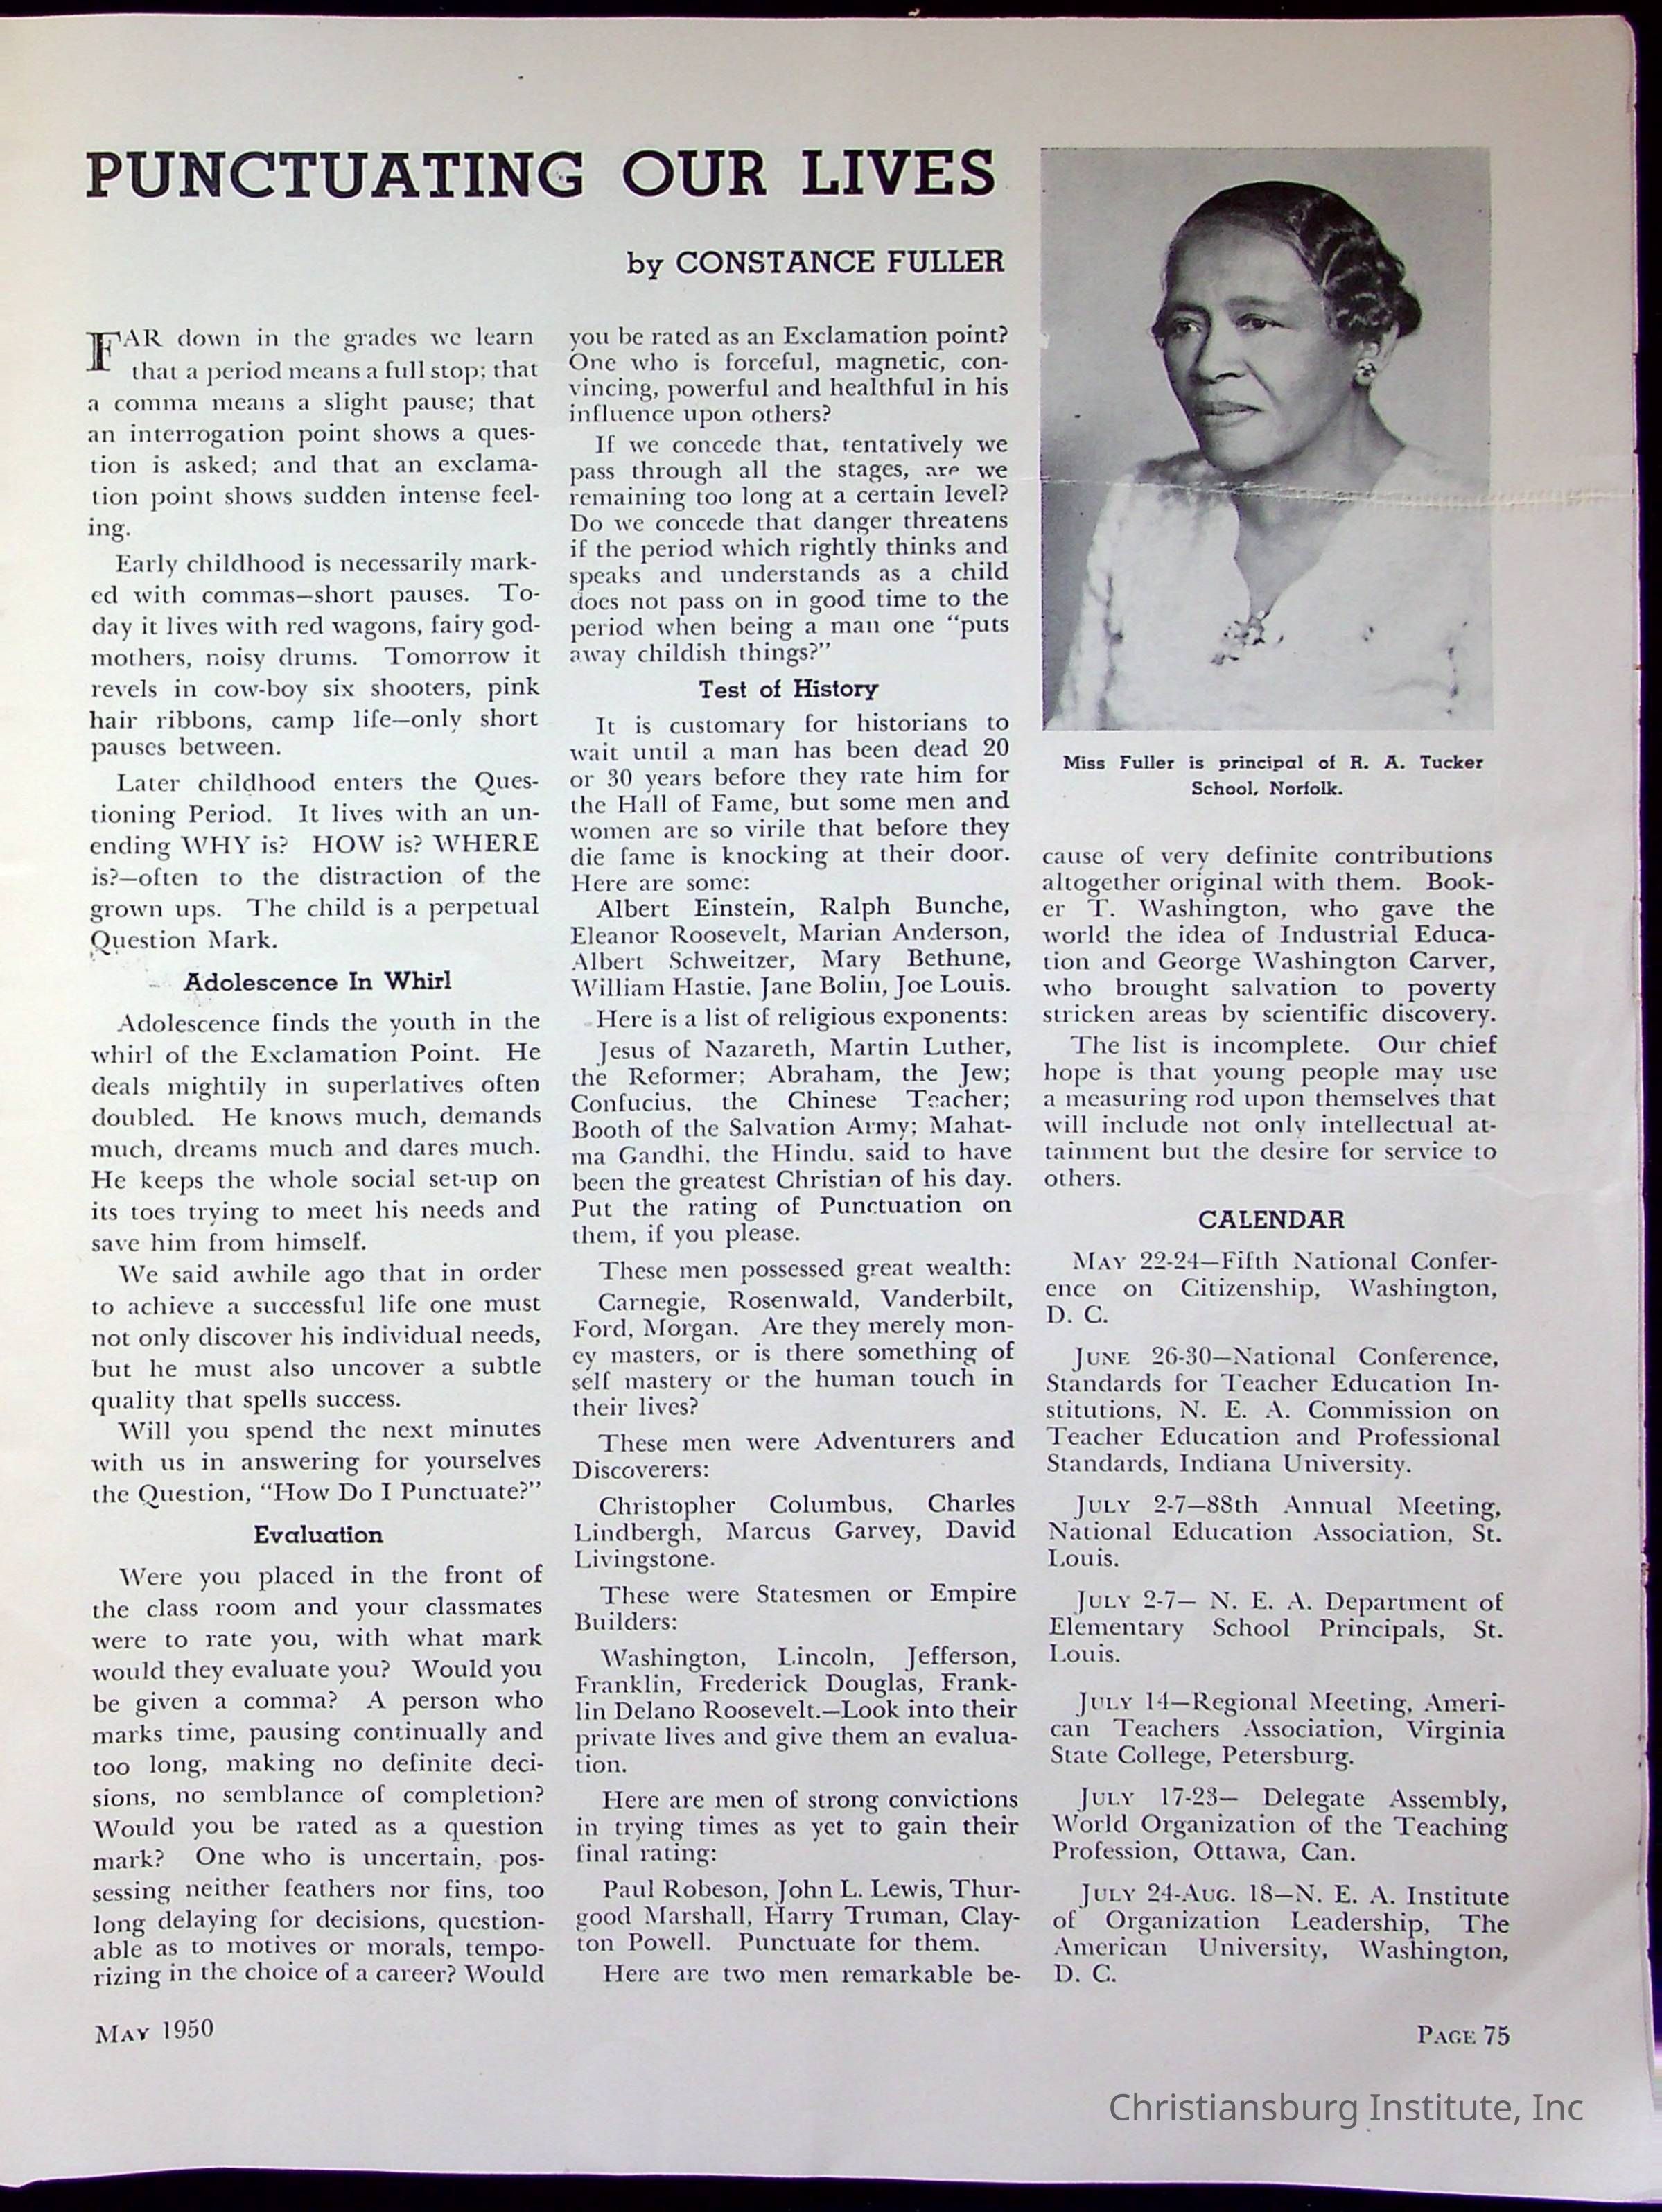 PUNCTUATING OUR LIVES
by CONSTANCE FULLER
FAR down in the grades we learn
that a period means a full stop; that
a comma means a slight pause; that
an interrogation point shows a ques-
tion is asked; and that an exclama-
tion point shows sudden intense feel-
ing.
Early childhood is necessarily mark-
ed with commas—short pauses. To-
day it lives with red wagons, fairy god-
mothers, noisy drums. Tomorrow it
revels in cow-boy six shooters, pink
hair ribbons, camp life—only short
pauses between.
Later childhood enters the Ques-
tioning Period. It lives with an un-
ending WHY is? HOW is? WHERE
is?—often to the distraction of the
grown ups. The child is a perpetual
Question Mark.
Adolescence In Whirl
Adolescence finds the youth in the
whirl of the Exclamation Point. He
deals mightily in superlatives often
doubled. He knows much, demands
much, dreams much and dares much.
He keeps the whole social set-up on
its toes trying to meet his needs and
save him from himself.
We said awhile ago that in order
to achieve a successful life one must
not only discover his individual needs,
but he must also uncover a subtle
quality that spells success.
Will you spend the next minutes
with us in answering for yourselves
the Question, "How Do I Punctuate?"
Evaluation
Were you placed in the front of
the class room and your classmates
were to rate you, with what mark
would they evaluate you? Would you
be given a comma? A person who
marks time, pausing continually and
too long, making no definite deci-
sions, no semblance of completion?
Would you be rated as a question
mark? One who is uncertain, pos-
sessing neither feathers nor fins, too
long delaying for decisions, question-
able as to motives or morals, tempo-
rizing in the choice of a career? Would
you be rated as an Exclamation point?
One who is forceful, magnetic, con-
vincing, powerful and healthful in his
influence upon others?
If we concede that, tentatively we
pass through all the stages, are we
remaining too long at a certain level?
Do we concede that danger threatens
if the period which rightly thinks and
speaks and understands as a child
does not pass on in good time to the
period when being a man one "puts
away childish things?"
Test of History
It is customary for historians to
wait until a man has been dead 20
or 30 years before they rate him for
the Hall of Fame, but some men and
women are so virile that before they
die fame is knocking at their door.
Here are some:
Albert Einstein, Ralph Bunche,
Eleanor Roosevelt, Marian Anderson,
Albert Schweitzer, Mary Bethune,
William Hastie, Jane Bolin, Joe Louis.
Here is a list of religious exponents:
Jesus of Nazareth, Martin Luther,
the Reformer; Abraham, the Jew;
Confucius, the Chinese Teacher;
Booth of the Salvation Army; Mahat-
ma Gandhi, the Hindu, said to have
been the greatest Christian of his day.
Put the rating of Punctuation on
them, if you please.
These men possessed great wealth:
Carnegie, Rosenwald, Vanderbilt,
Ford, Morgan. Are they merely mon-
ey masters, or is there something of
self mastery or the human touch in
their lives?
These men were Adventurers and
Discoverers:
Christopher Columbus, Charles
Lindbergh, Marcus Garvey, David
Livingstone.
These were Statesmen or Empire
Builders:
Washington, Lincoln, Jefferson,
Franklin, Frederick Douglas, Frank-
lin Delano Roosevelt.—Look into their
private lives and give them an evalua-
tion.
Here are men of strong convictions
in trying times as yet to gain their
final rating:
Paul Robeson, John L. Lewis, Thur-
good Marshall, Harry Truman, Clay-
ton Powell. Punctuate for them.
Here are two men remarkable be-
Miss Fuller is principal of R. A. Tucker
School, Norfolk.
cause of very definite contributions
altogether original with them. Book-
er T. Washington, who gave the
world the idea of Industrial Educa-
tion and George Washington Carver,
who brought salvation to poverty
stricken areas by scientific discovery.
The list is incomplete. Our chief
hope is that young people may use
a measuring rod upon themselves that
will include not only intellectual at-
tainment but the desire for service to
others.
CALENDAR
MAY 22-24—Fifth National Confer-
ence on Citizenship, Washington,
D. C.
JUNE 26-30—National Conference,
Standards for Teacher Education In-
stitutions, N. E. A. Commission on
Teacher Education and Professional
Standards, Indiana University.
JULY 2-7—88th Annual Meeting,
National Education Association, St.
Louis.
JULY 2-7— N. E. A. Department of
Elementary School Principals, St.
Louis.
JULY 14—Regional Meeting, Ameri-
can Teachers Association, Virginia
State College, Petersburg.
JULY 17-23— Delegate Assembly,
World Organization of the Teaching
Profession, Ottawa, Can.
JULY 24-AUG. 18—N. E. A. Institute
of Organization Leadership, The
American University, Washington,
D. C.
MAY 1950
PAGE 75
Christiansburg Institute, Inc